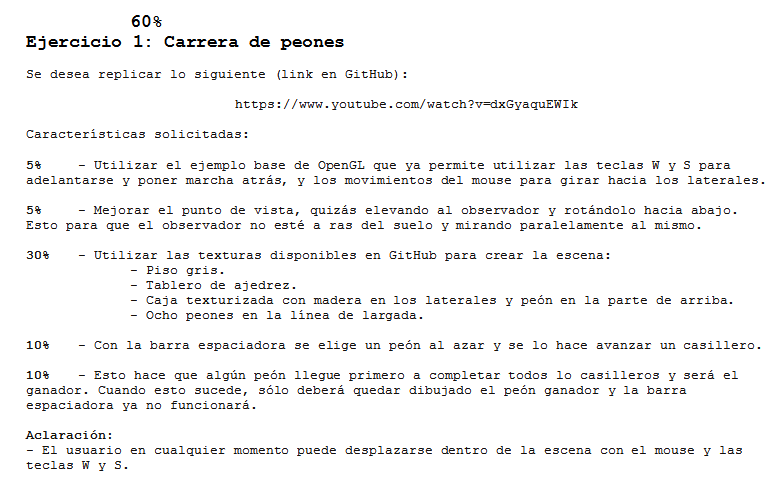 60%
Ejercicio 1: Carrera de peones
Se desea replicar lo siguiente (link en GitHub):
https://www.youtube.com/watch?v=dxGyaquEWIk
Características solicitadas:
5% - Utilizar el ejemplo base de OpenGL que ya permite utilizar las teclas W y S para
adelantarse y poner marcha atrás, y los movimientos del mouse para girar hacia los laterales.
5% - Mejorar el punto de vista, quizás elevando al observador y rotándolo hacia abajo.
Esto para que el observador no esté a ras del suelo y mirando paralelamente al mismo.
30% - Utilizar las texturas disponibles en GitHub para crear la escena:
- Piso gris.
- Tablero de ajedrez.
- Caja texturizada con madera en los laterales y peón en la parte de arriba.
- Ocho peones en la línea de largada.
10% - Con la barra espaciadora se elige un peón al azar y se lo hace avanzar un casillero.
10% - Esto hace que algún peón llegue primero a completar todos lo casilleros y será el
ganador. Cuando esto sucede, sólo deberá quedar dibujado el peón ganador y la barra
espaciadora ya no funcionará.
Aclaración:
- El usuario en cualquier momento puede desplazarse dentro de la escena con el mouse y las
teclas W y S.